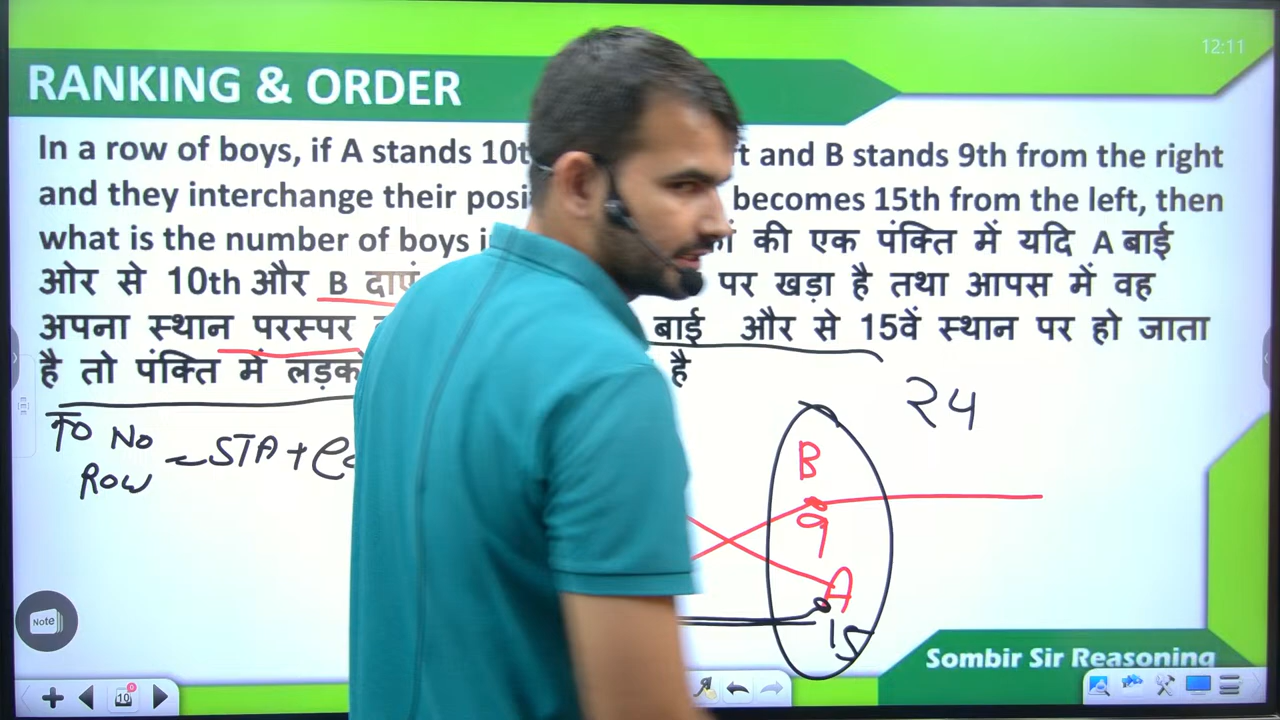 12:11
RANKING & ORDER
In a row of boys, if A stands 10t t and B stands 9th from the right
and they interchange their posi becomes 15th from the left, then
what is the number of boys i की एक पंक्ति में यदि A बाई
ओर से 10th और B दाएं पर खड़ा है तथा आपस में वह
अपना स्थान परस्पर बाई और से 15वें स्थान पर हो जाता
है तो पंक्ति में लड़को है
24
TO NO
ROW = STA +
B
9
A
15
Note
Sombir Sir Reasoning
10